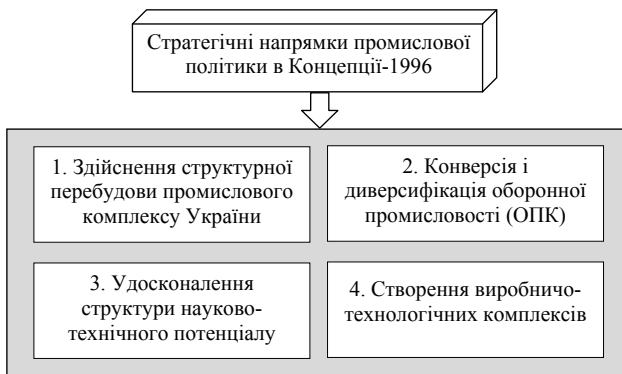 Стратегічні напрямки промислової
політики в Концепції-1996
1. Здійснення структурної
перебудови промислового
комплексу України
2. Конверсія і
диверсифікація оборонної
промисловості (ОПК)
3. Удосконалення
структури науково-
технічного потенціалу
4. Створення виробничо-
технологічних комплексів